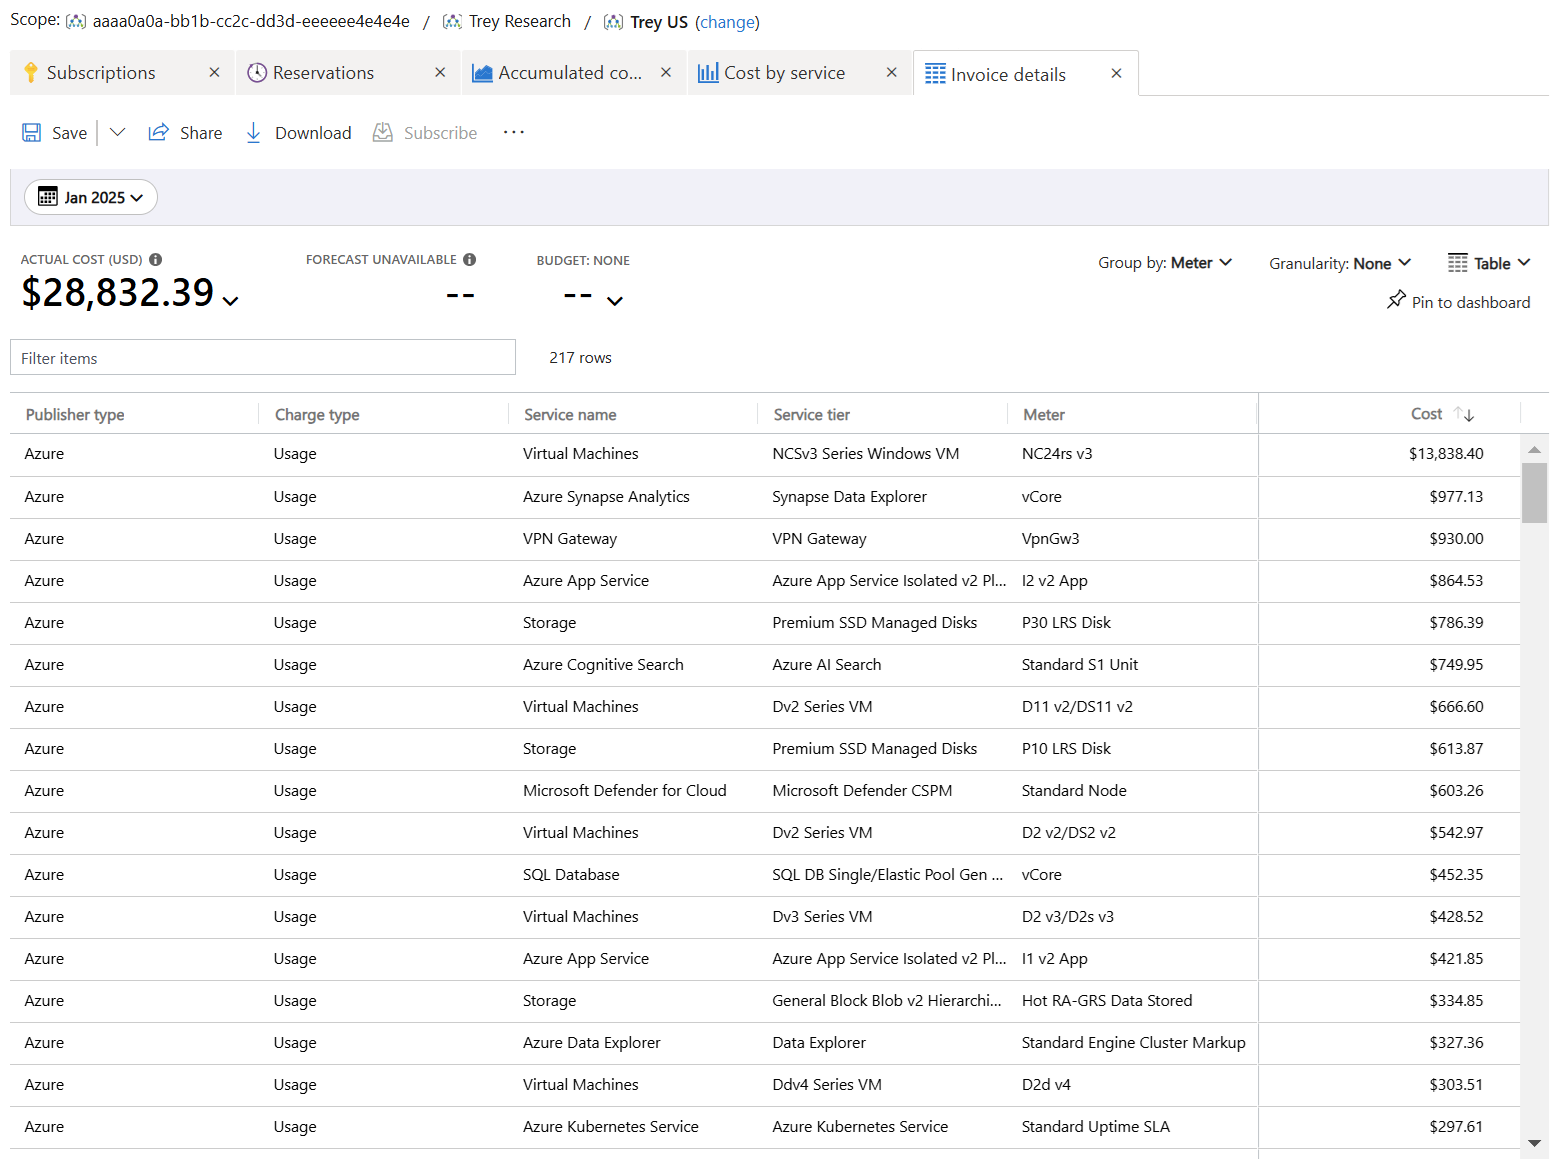 Scope: aaaa0a0a-bb1b-cc2c-dd3d-eeeeee4e4e4e / Trey Research / Trey US (change)
Subscriptions × Reservations × Accumulated co... × Cost by service × Invoice details ×
Save Share Download Subscribe ...
Jan 2025
ACTUAL COST (USD) FORECAST UNAVAILABLE BUDGET: NONE Group by: Meter Granularity: None Table
$28,832.39 -- --
Pin to dashboard
Filter items 217 rows
Publisher type Charge type Service name Service tier Meter Cost
Azure Usage Virtual Machines NCSv3 Series Windows VM NC24rs v3 $13,838.40
Azure Usage Azure Synapse Analytics Synapse Data Explorer vCore $977.13
Azure Usage VPN Gateway VPN Gateway VpnGw3 $930.00
Azure Usage Azure App Service Azure App Service Isolated v2 Pl... I2 v2 App $864.53
Azure Usage Storage Premium SSD Managed Disks P30 LRS Disk $786.39
Azure Usage Azure Cognitive Search Azure AI Search Standard S1 Unit $749.95
Azure Usage Virtual Machines Dv2 Series VM D11 v2/DS11 v2 $666.60
Azure Usage Storage Premium SSD Managed Disks P10 LRS Disk $613.87
Azure Usage Microsoft Defender for Cloud Microsoft Defender CSPM Standard Node $603.26
Azure Usage Virtual Machines Dv2 Series VM D2 v2/DS2 v2 $542.97
Azure Usage SQL Database SQL DB Single/Elastic Pool Gen ... vCore $452.35
Azure Usage Virtual Machines Dv3 Series VM D2 v3/D2s v3 $428.52
Azure Usage Azure App Service Azure App Service Isolated v2 Pl... I1 v2 App $421.85
Azure Usage Storage General Block Blob v2 Hierarchi... Hot RA-GRS Data Stored $334.85
Azure Usage Azure Data Explorer Data Explorer Standard Engine Cluster Markup $327.36
Azure Usage Virtual Machines Ddv4 Series VM D2d v4 $303.51
Azure Usage Azure Kubernetes Service Azure Kubernetes Service Standard Uptime SLA $297.61